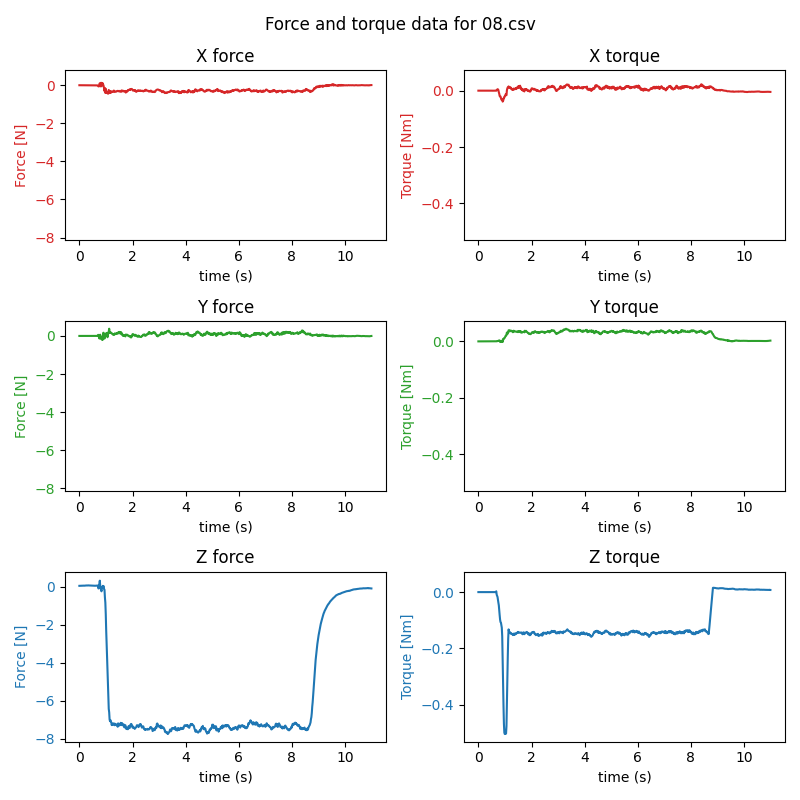 Force and torque data for 08.csv
X force
Force [N]
0
−2
−4
−6
−8
0 2 4 6 8 10
time (s)
X torque
Torque [Nm]
0.0
−0.2
−0.4
0 2 4 6 8 10
time (s)
Y force
Force [N]
0
−2
−4
−6
−8
0 2 4 6 8 10
time (s)
Y torque
Torque [Nm]
0.0
−0.2
−0.4
0 2 4 6 8 10
time (s)
Z force
Force [N]
0
−2
−4
−6
−8
0 2 4 6 8 10
time (s)
Z torque
Torque [Nm]
0.0
−0.2
−0.4
0 2 4 6 8 10
time (s)